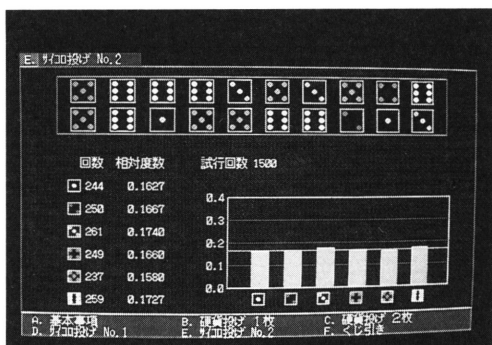 E. サイコロ投げ No.2
回数 相対度数 試行回数 1500
244 0.1627
250 0.1667
261 0.1740
249 0.1660
237 0.1580
259 0.1727
0.4
0.3
0.2
0.1
0.0
A. 基本事項 B. 硬貨投げ 1枚 C. 硬貨投げ 2枚
D. サイコロ投げ No.1 E. サイコロ投げ No.2 F. くじ引き